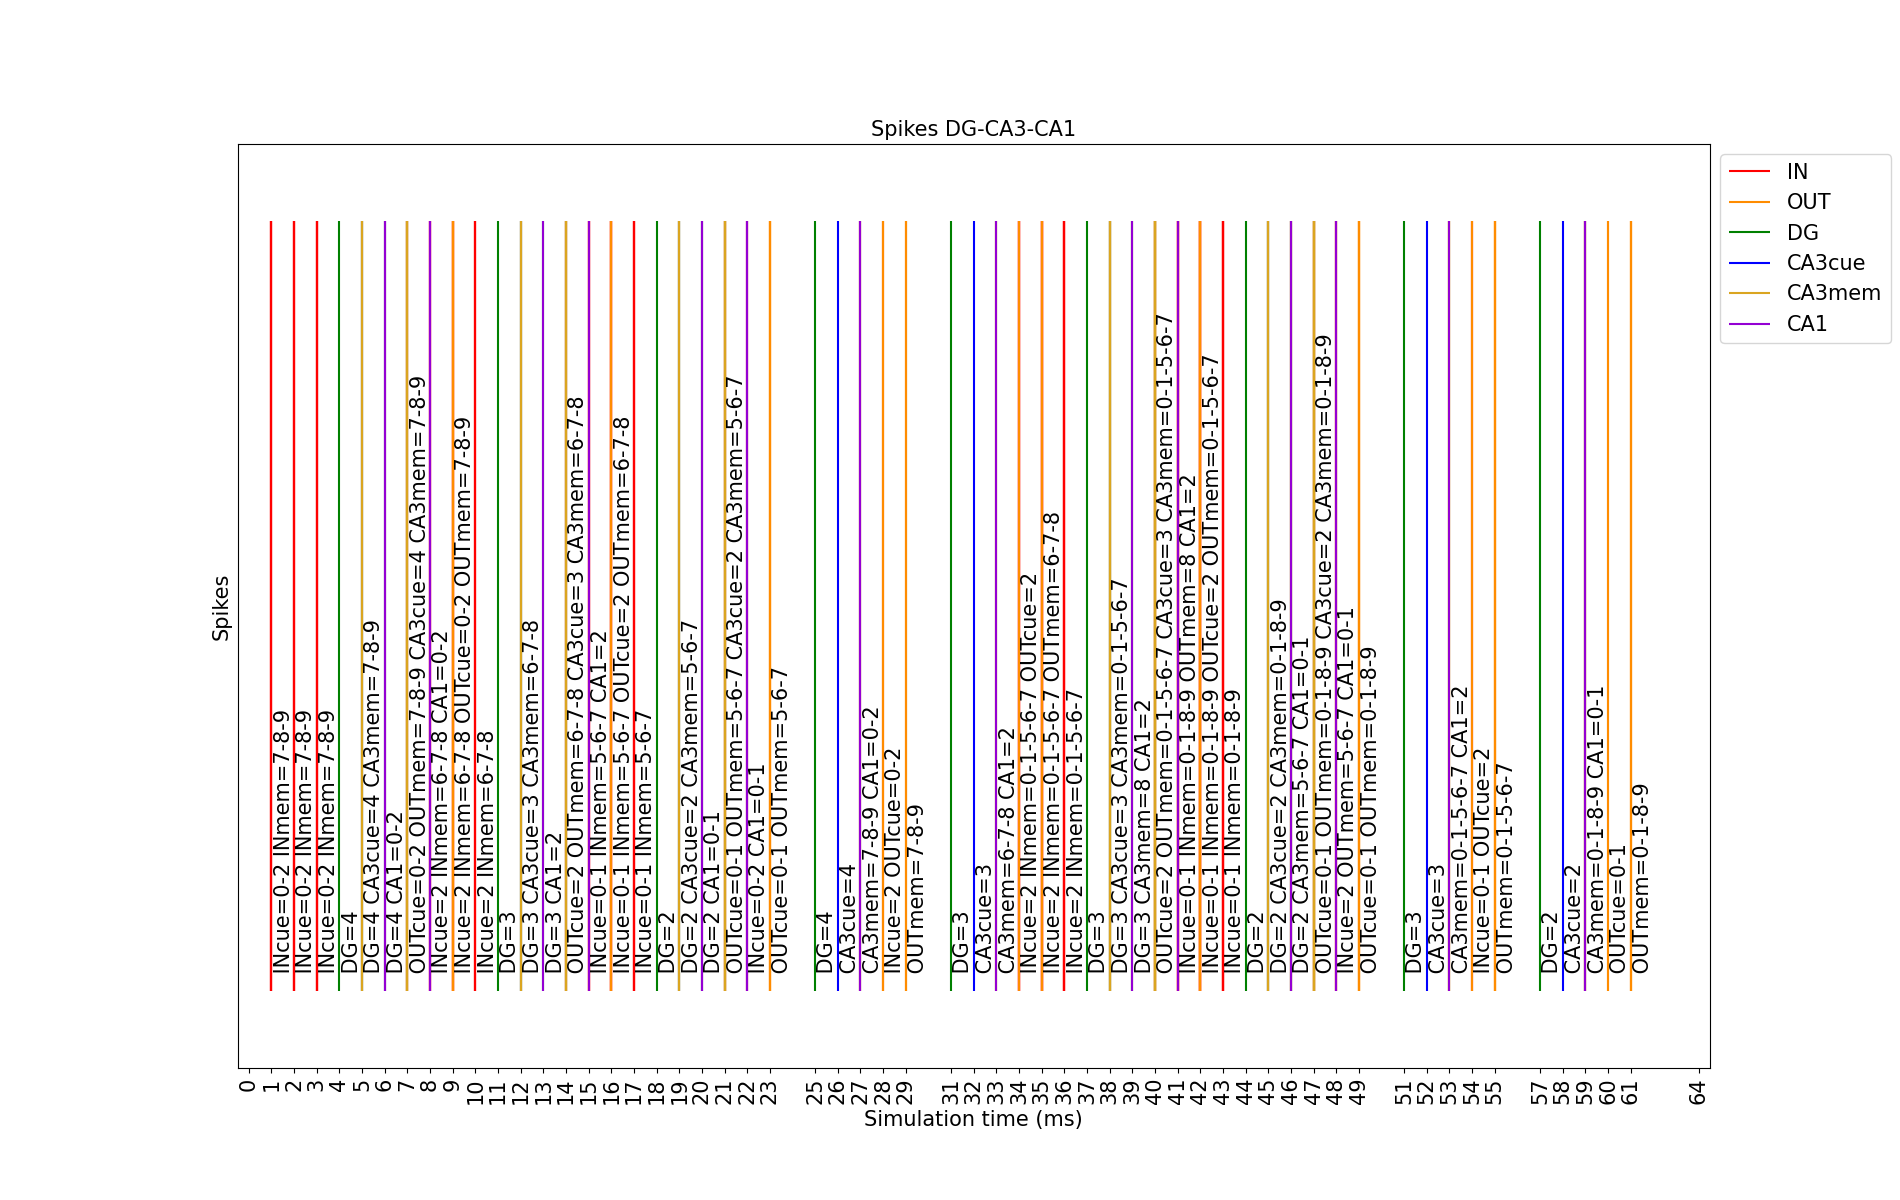 Spikes DG-CA3-CA1
IN
OUT
DG
CA3cue
CA3mem
CA1
Spikes
INcue=0-2 INmem=7-8-9
INcue=0-2 INmem=7-8-9
INcue=0-2 INmem=7-8-9
DG=4
DG=4 CA3cue=4 CA3mem=7-8-9
DG=4 CA1=0-2
OUTcue=0-2 OUTmem=7-8-9 CA3cue=4 CA3mem=7-8-9
INcue=2 INmem=6-7-8 CA1=0-2
INcue=2 INmem=6-7-8 OUTcue=0-2 OUTmem=7-8-9
INcue=2 INmem=6-7-8
DG=3
DG=3 CA3cue=3 CA3mem=6-7-8
DG=3 CA1=2
OUTcue=2 OUTmem=6-7-8 CA3cue=3 CA3mem=6-7-8
INcue=0-1 INmem=5-6-7 CA1=2
INcue=0-1 INmem=5-6-7 OUTcue=2 OUTmem=6-7-8
INcue=0-1 INmem=5-6-7
DG=2
DG=2 CA3cue=2 CA3mem=5-6-7
DG=2 CA1=0-1
OUTcue=0-1 OUTmem=5-6-7 CA3cue=2 CA3mem=5-6-7
INcue=0-2 CA1=0-1
OUTcue=0-1 OUTmem=5-6-7
DG=4
CA3cue=4
CA3mem=7-8-9 CA1=0-2
INcue=2 OUTcue=0-2
OUTmem=7-8-9
DG=3
CA3cue=3
CA3mem=6-7-8 CA1=2
INcue=2 INmem=0-1-5-6-7 OUTcue=2
INcue=2 INmem=0-1-5-6-7 OUTmem=6-7-8
INcue=2 INmem=0-1-5-6-7
DG=3
DG=3 CA3cue=3 CA3mem=0-1-5-6-7
DG=3 CA3mem=8 CA1=2
OUTcue=2 OUTmem=0-1-5-6-7 CA3cue=3 CA3mem=0-1-5-6-7
INcue=0-1 INmem=0-1-8-9 OUTmem=8 CA1=2
INcue=0-1 INmem=0-1-8-9 OUTcue=2 OUTmem=0-1-5-6-7
INcue=0-1 INmem=0-1-8-9
DG=2
DG=2 CA3cue=2 CA3mem=0-1-8-9
DG=2 CA3mem=5-6-7 CA1=0-1
OUTcue=0-1 OUTmem=0-1-8-9 CA3cue=2 CA3mem=0-1-8-9
INcue=2 OUTmem=5-6-7 CA1=0-1
OUTcue=0-1 OUTmem=0-1-8-9
DG=3
CA3cue=3
CA3mem=0-1-5-6-7 CA1=2
INcue=0-1 OUTcue=2
OUTmem=0-1-5-6-7
DG=2
CA3cue=2
CA3mem=0-1-8-9 CA1=0-1
OUTcue=0-1
OUTmem=0-1-8-9
0 1 2 3 4 5 6 7 8 9 10 11 12 13 14 15 16 17 18 19 20 21 22 23 25 26 27 28 29 31 32 33 34 35 36 37 38 39 40 41 42 43 44 45 46 47 48 49 51 52 53 54 55 57 58 59 60 61 64
Simulation time (ms)